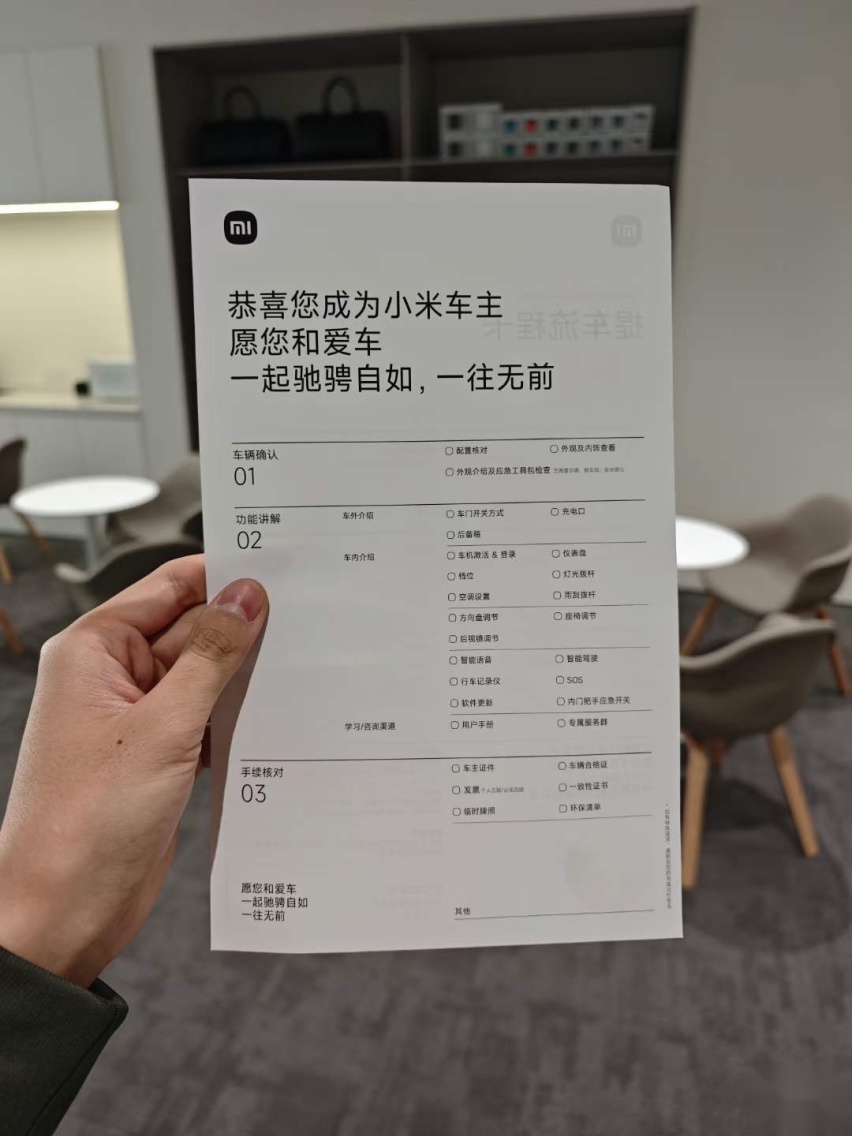 恭喜您成为小米车主
愿您和爱车
一起驰骋自如，一往无前
车辆确认
01
配置核对 外观及内饰查看
外观介绍及应急工具包检查
功能讲解
02
车外介绍
车门开关方式 充电口
后备箱
车内介绍
车机激活 & 登录 仪表盘
档位 灯光拨杆
空调设置 雨刮拨杆
方向盘调节 座椅调节
后视镜调节
智能语音 智能驾驶
行车记录仪 SOS
软件更新 内门把手应急开关
学习/咨询渠道
用户手册 专属服务群
手续核对
03
车主证件 车辆合格证
发票 一致性证书
临时牌照 环保清单
愿您和爱车
一起驰骋自如
一往无前
其他